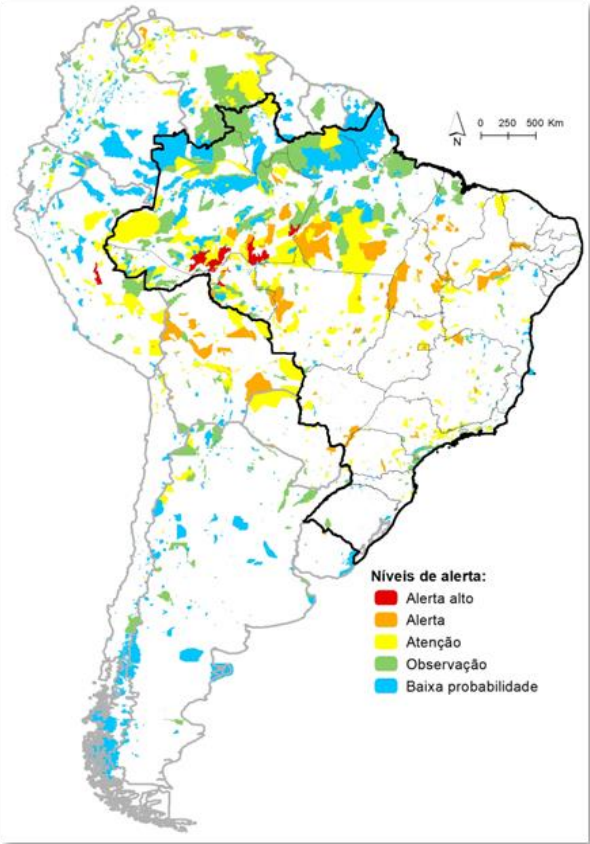 N
0 250 500 Km
Níveis de alerta:
Alerta alto
Alerta
Atenção
Observação
Baixa probabilidade